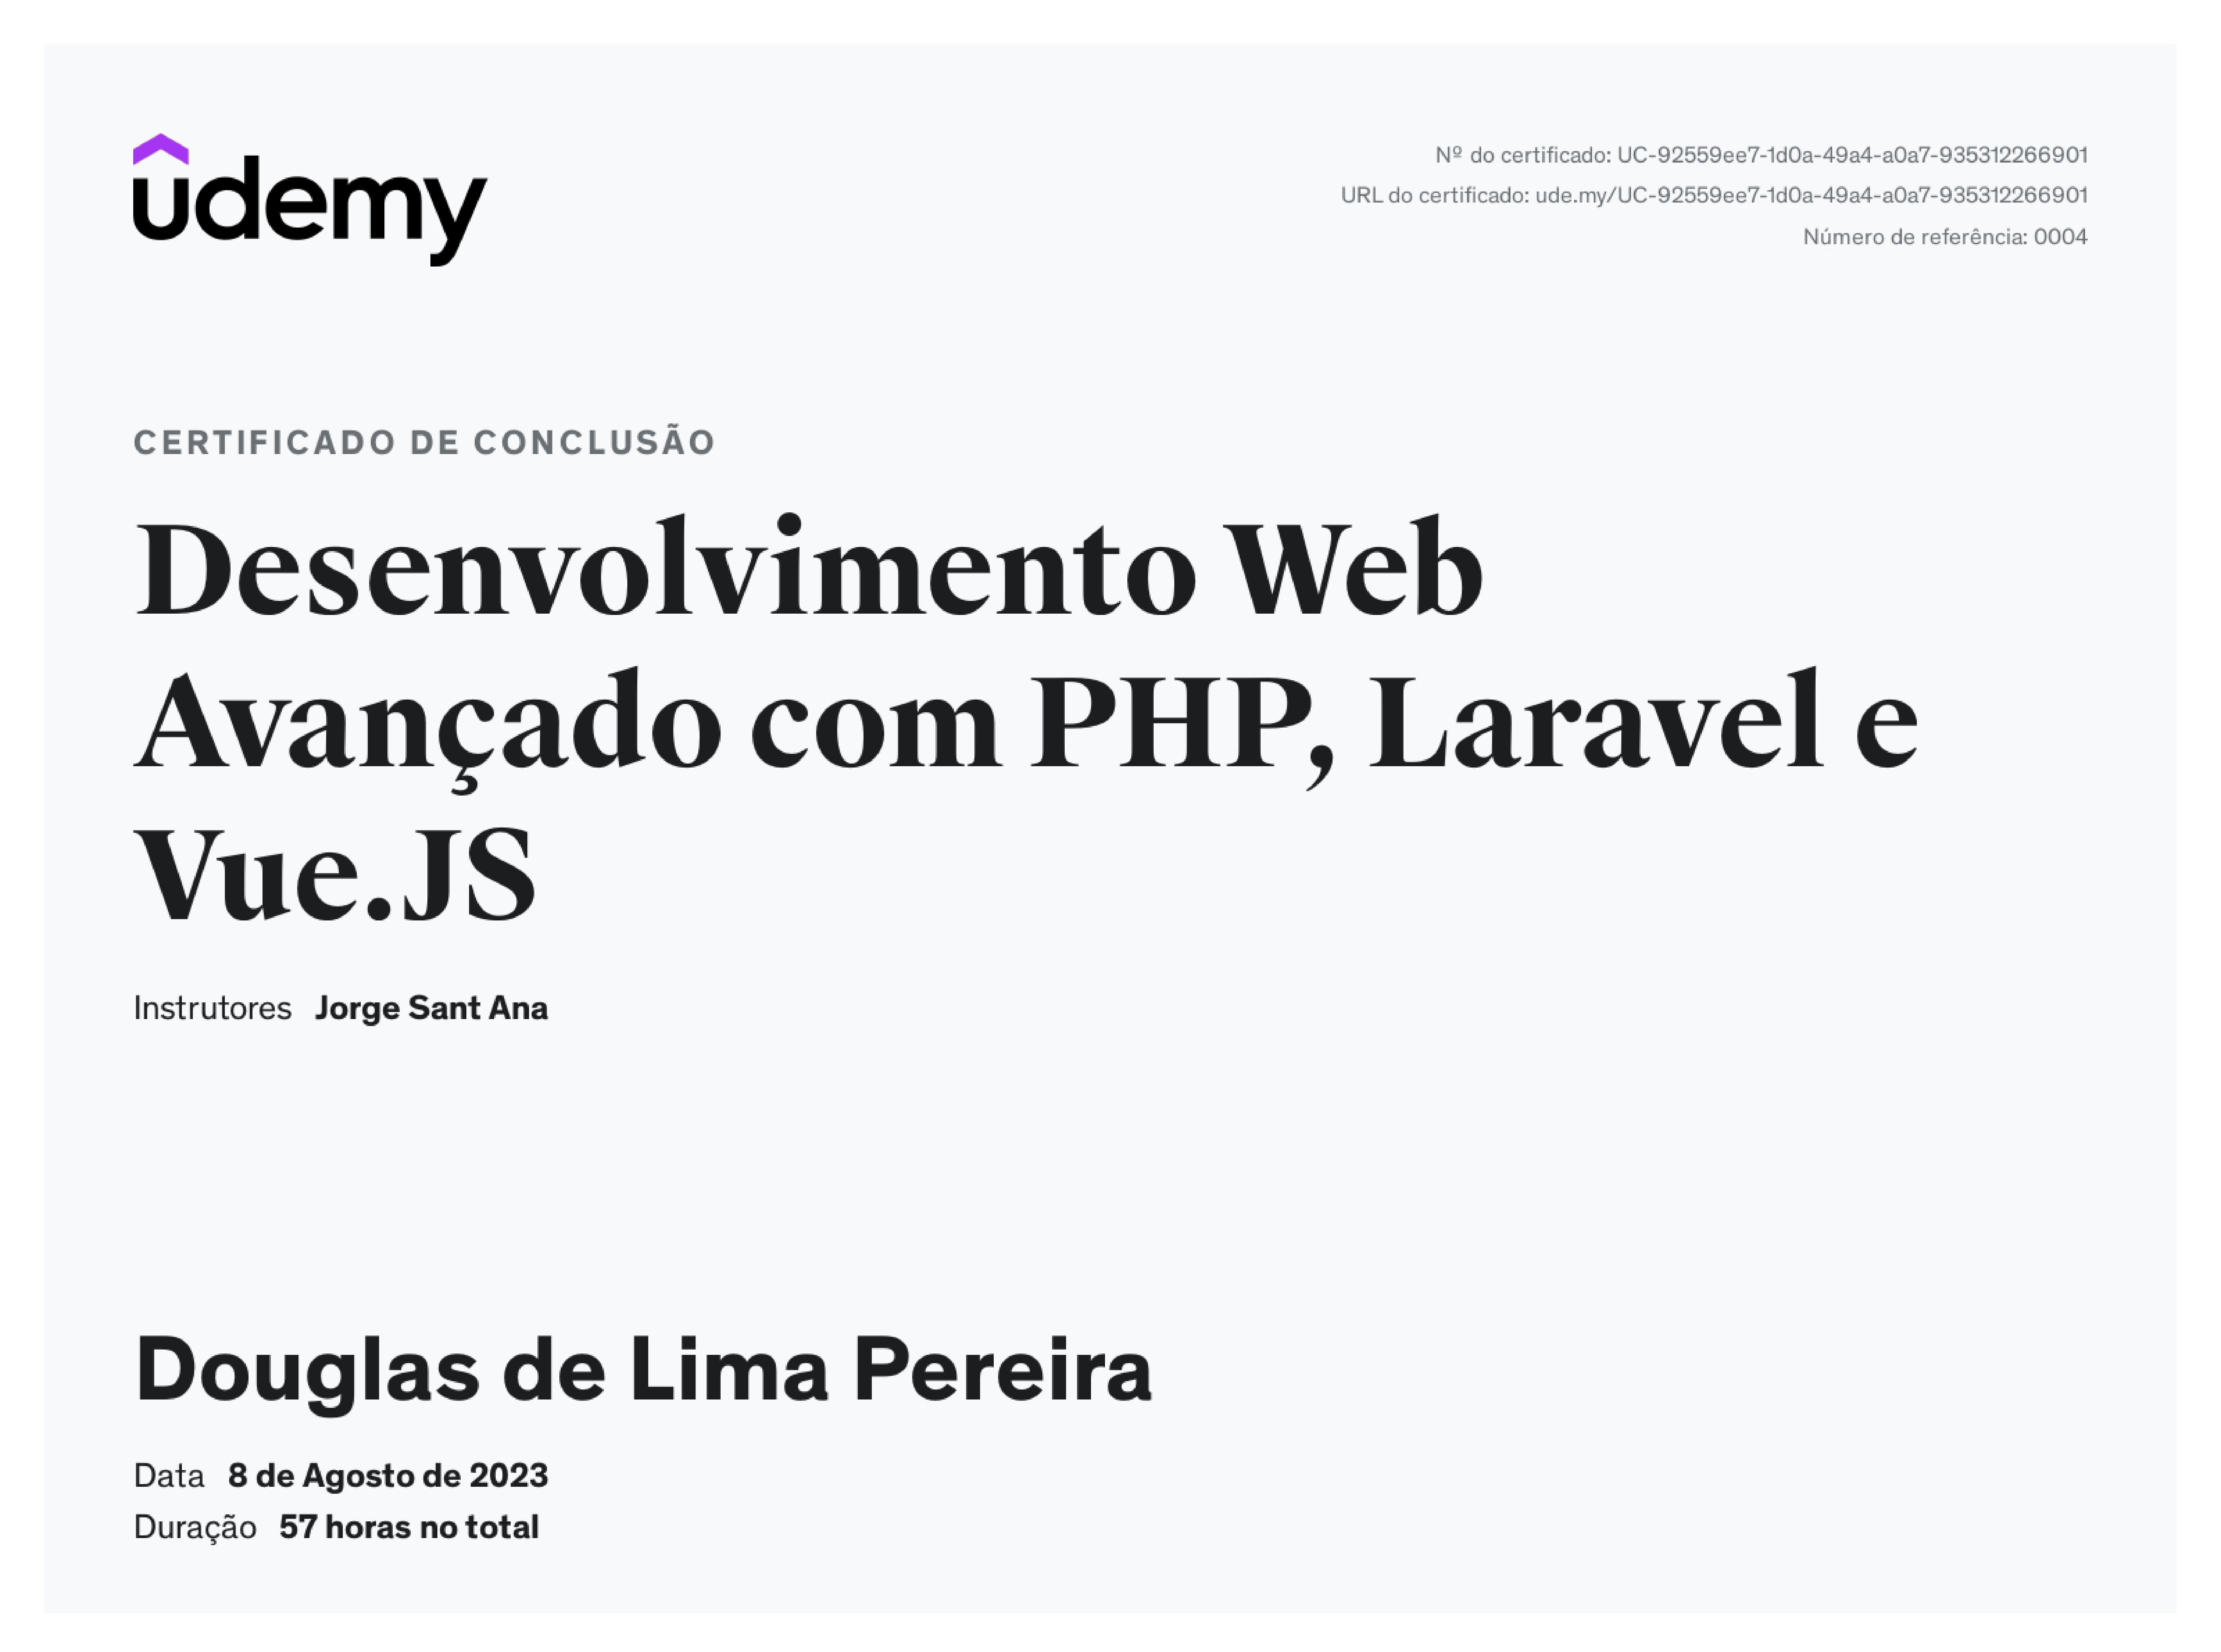 udemy
Nº do certificado: UC-92559ee7-1d0a-49a4-a0a7-935312266901
URL do certificado: ude.my/UC-92559ee7-1d0a-49a4-a0a7-935312266901
Número de referência: 0004
CERTIFICADO DE CONCLUSÃO
Desenvolvimento Web
Avançado com PHP, Laravel e
Vue.JS
Instrutores Jorge Sant Ana
Douglas de Lima Pereira
Data 8 de Agosto de 2023
Duração 57 horas no total